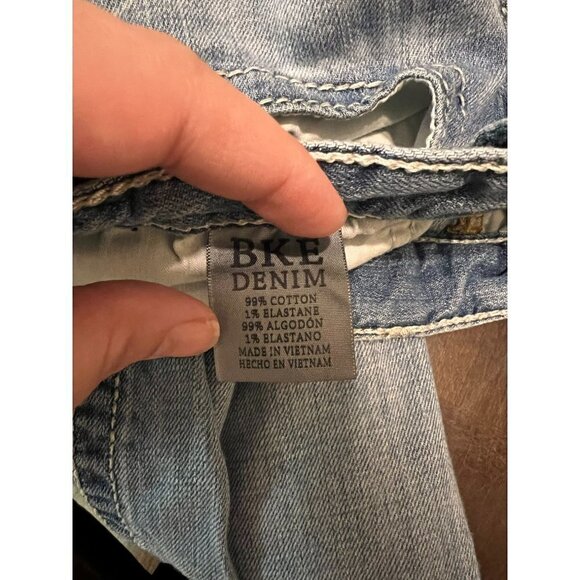 BKE
DENIM
99% COTTON
1% ELASTANE
99% ALGODÓN
1% ELASTANO
MADE IN VIETNAM
HECHO EN VIETNAM